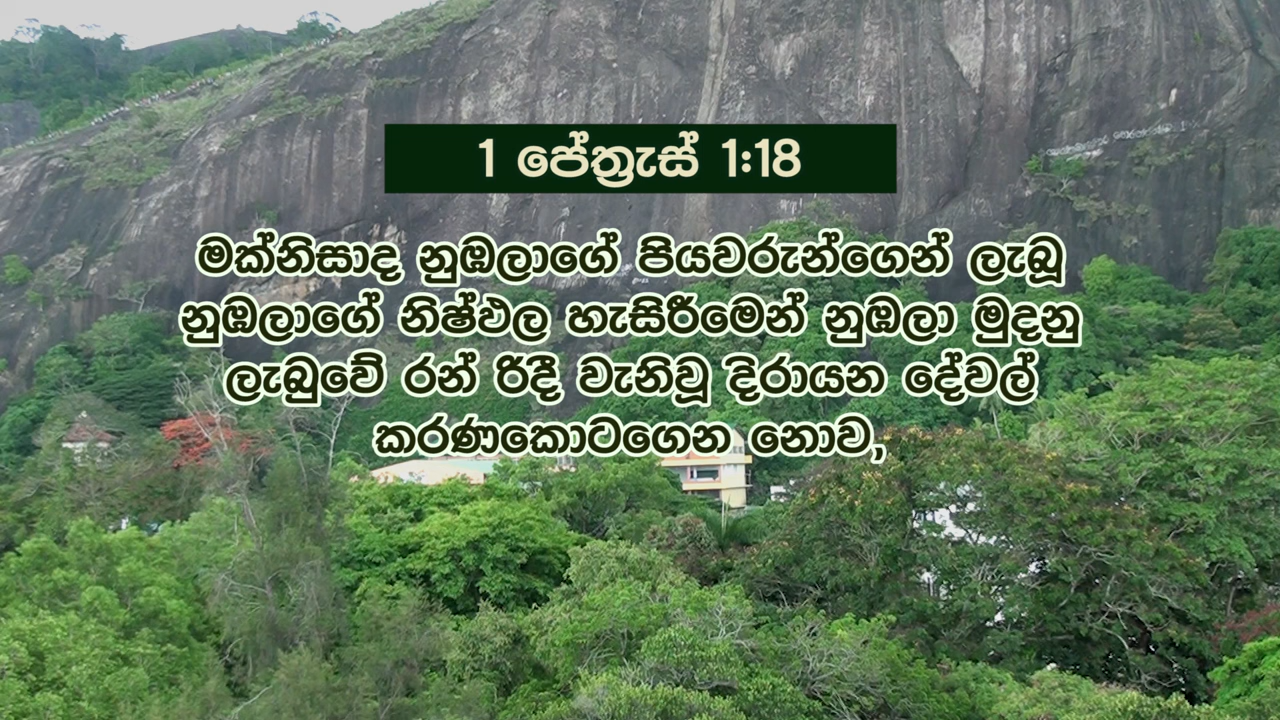 1 පේත්‍රැස් 1:18
මක්නිසාද නුඹලාගේ පියවරුන්ගෙන් ලැබූ
නුඹලාගේ නිෂ්ඵල හැසිරීමෙන් නුඹලා මුදනු
ලැබුවේ රන් රිදී වැනිවූ දිරායන දේවල්
කරණකොටගෙන නොව,